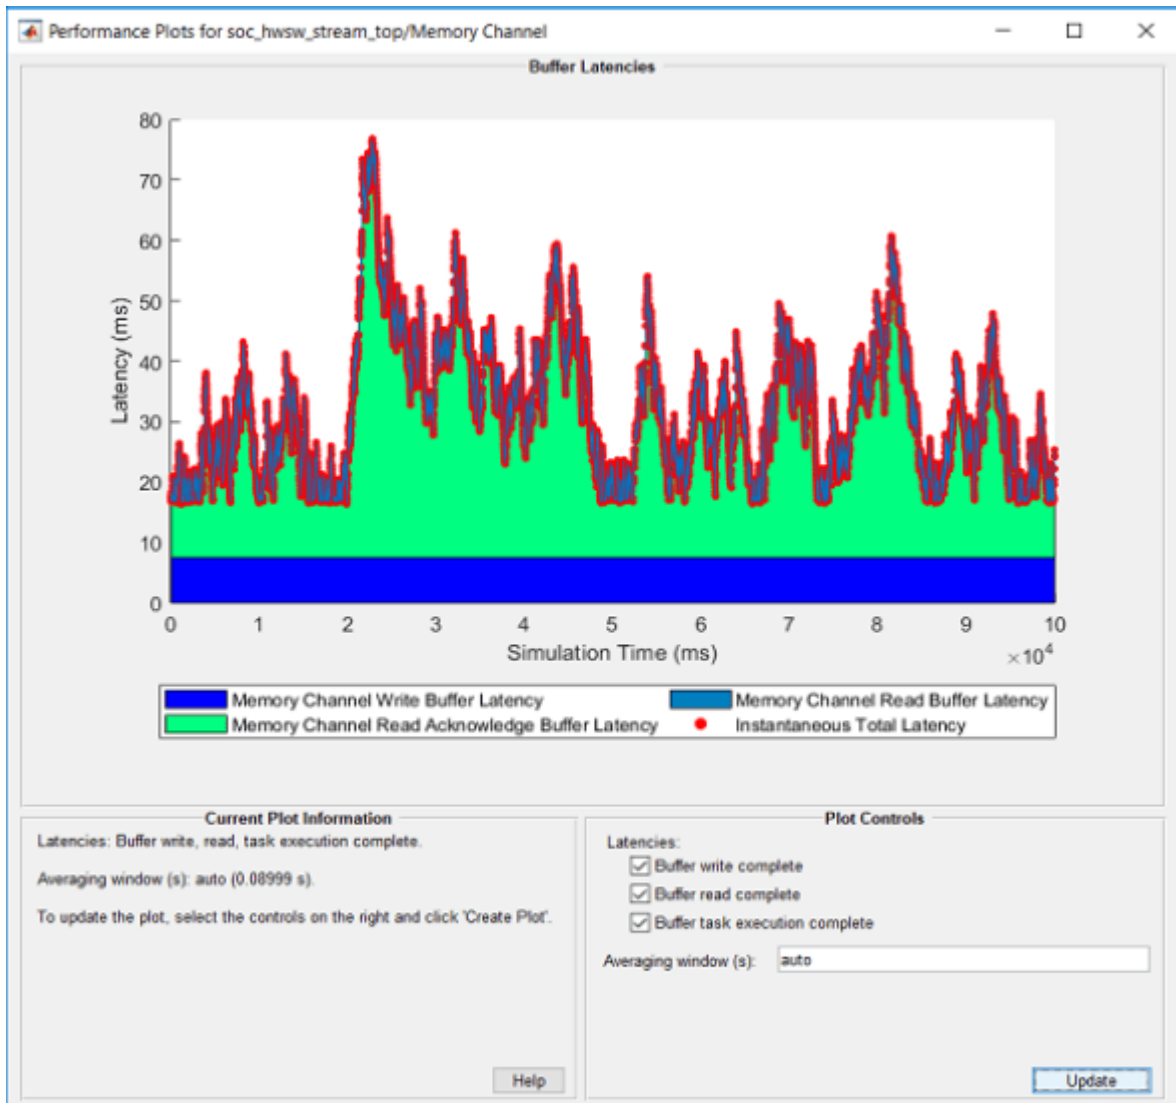 Performance Plots for soc_hwsw_stream_top/Memory Channel
Buffer Latencies
80
70
60
50
40
30
20
10
0
Latency (ms)
0 1 2 3 4 5 6 7 8 9 10
Simulation Time (ms)
×10⁴
Memory Channel Write Buffer Latency Memory Channel Read Buffer Latency
Memory Channel Read Acknowledge Buffer Latency Instantaneous Total Latency
Current Plot Information
Latencies: Buffer write, read, task execution complete.
Averaging window (s): auto (0.08999 s).
To update the plot, select the controls on the right and click 'Create Plot'.
Help
Plot Controls
Latencies:
Buffer write complete
Buffer read complete
Buffer task execution complete
Averaging window (s): auto
Update